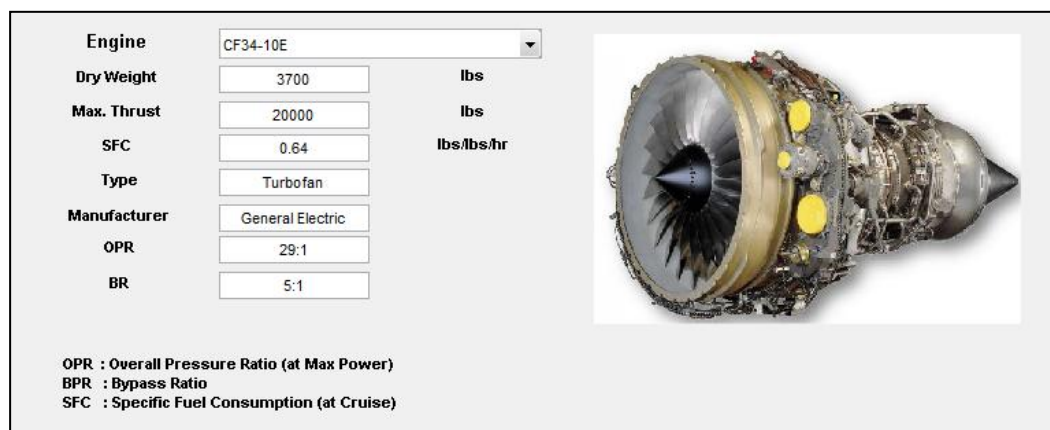 Engine CF34-10E
Dry Weight 3700 lbs
Max. Thrust 20000 lbs
SFC 0.64 lbs/lbs/hr
Type Turbofan
Manufacturer General Electric
OPR 29:1
BR 5:1
OPR : Overall Pressure Ratio (at Max Power)
BPR : Bypass Ratio
SFC : Specific Fuel Consumption (at Cruise)